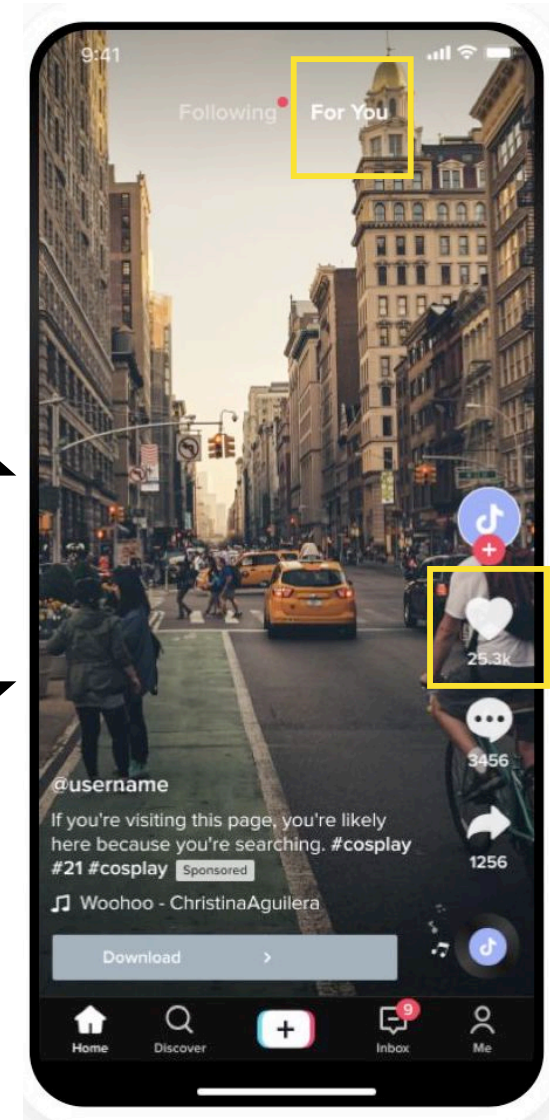 9:41
Following For You
25.3k
3456
1256
@username
If you're visiting this page, you're likely
here because you're searching. #cosplay
#21 #cosplay Sponsored
Woohoo - ChristinaAguilera
Download >
9
Home Discover Inbox Me